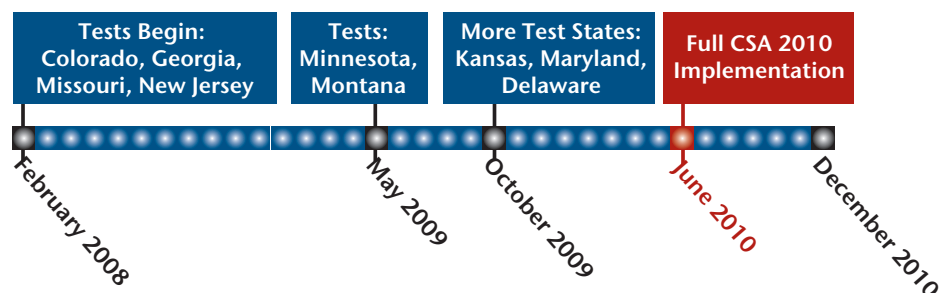 Tests Begin:
Colorado, Georgia,
Missouri, New Jersey
Tests:
Minnesota,
Montana
More Test States:
Kansas, Maryland,
Delaware
Full CSA 2010
Implementation
February 2008
May 2009
October 2009
June 2010
December 2010